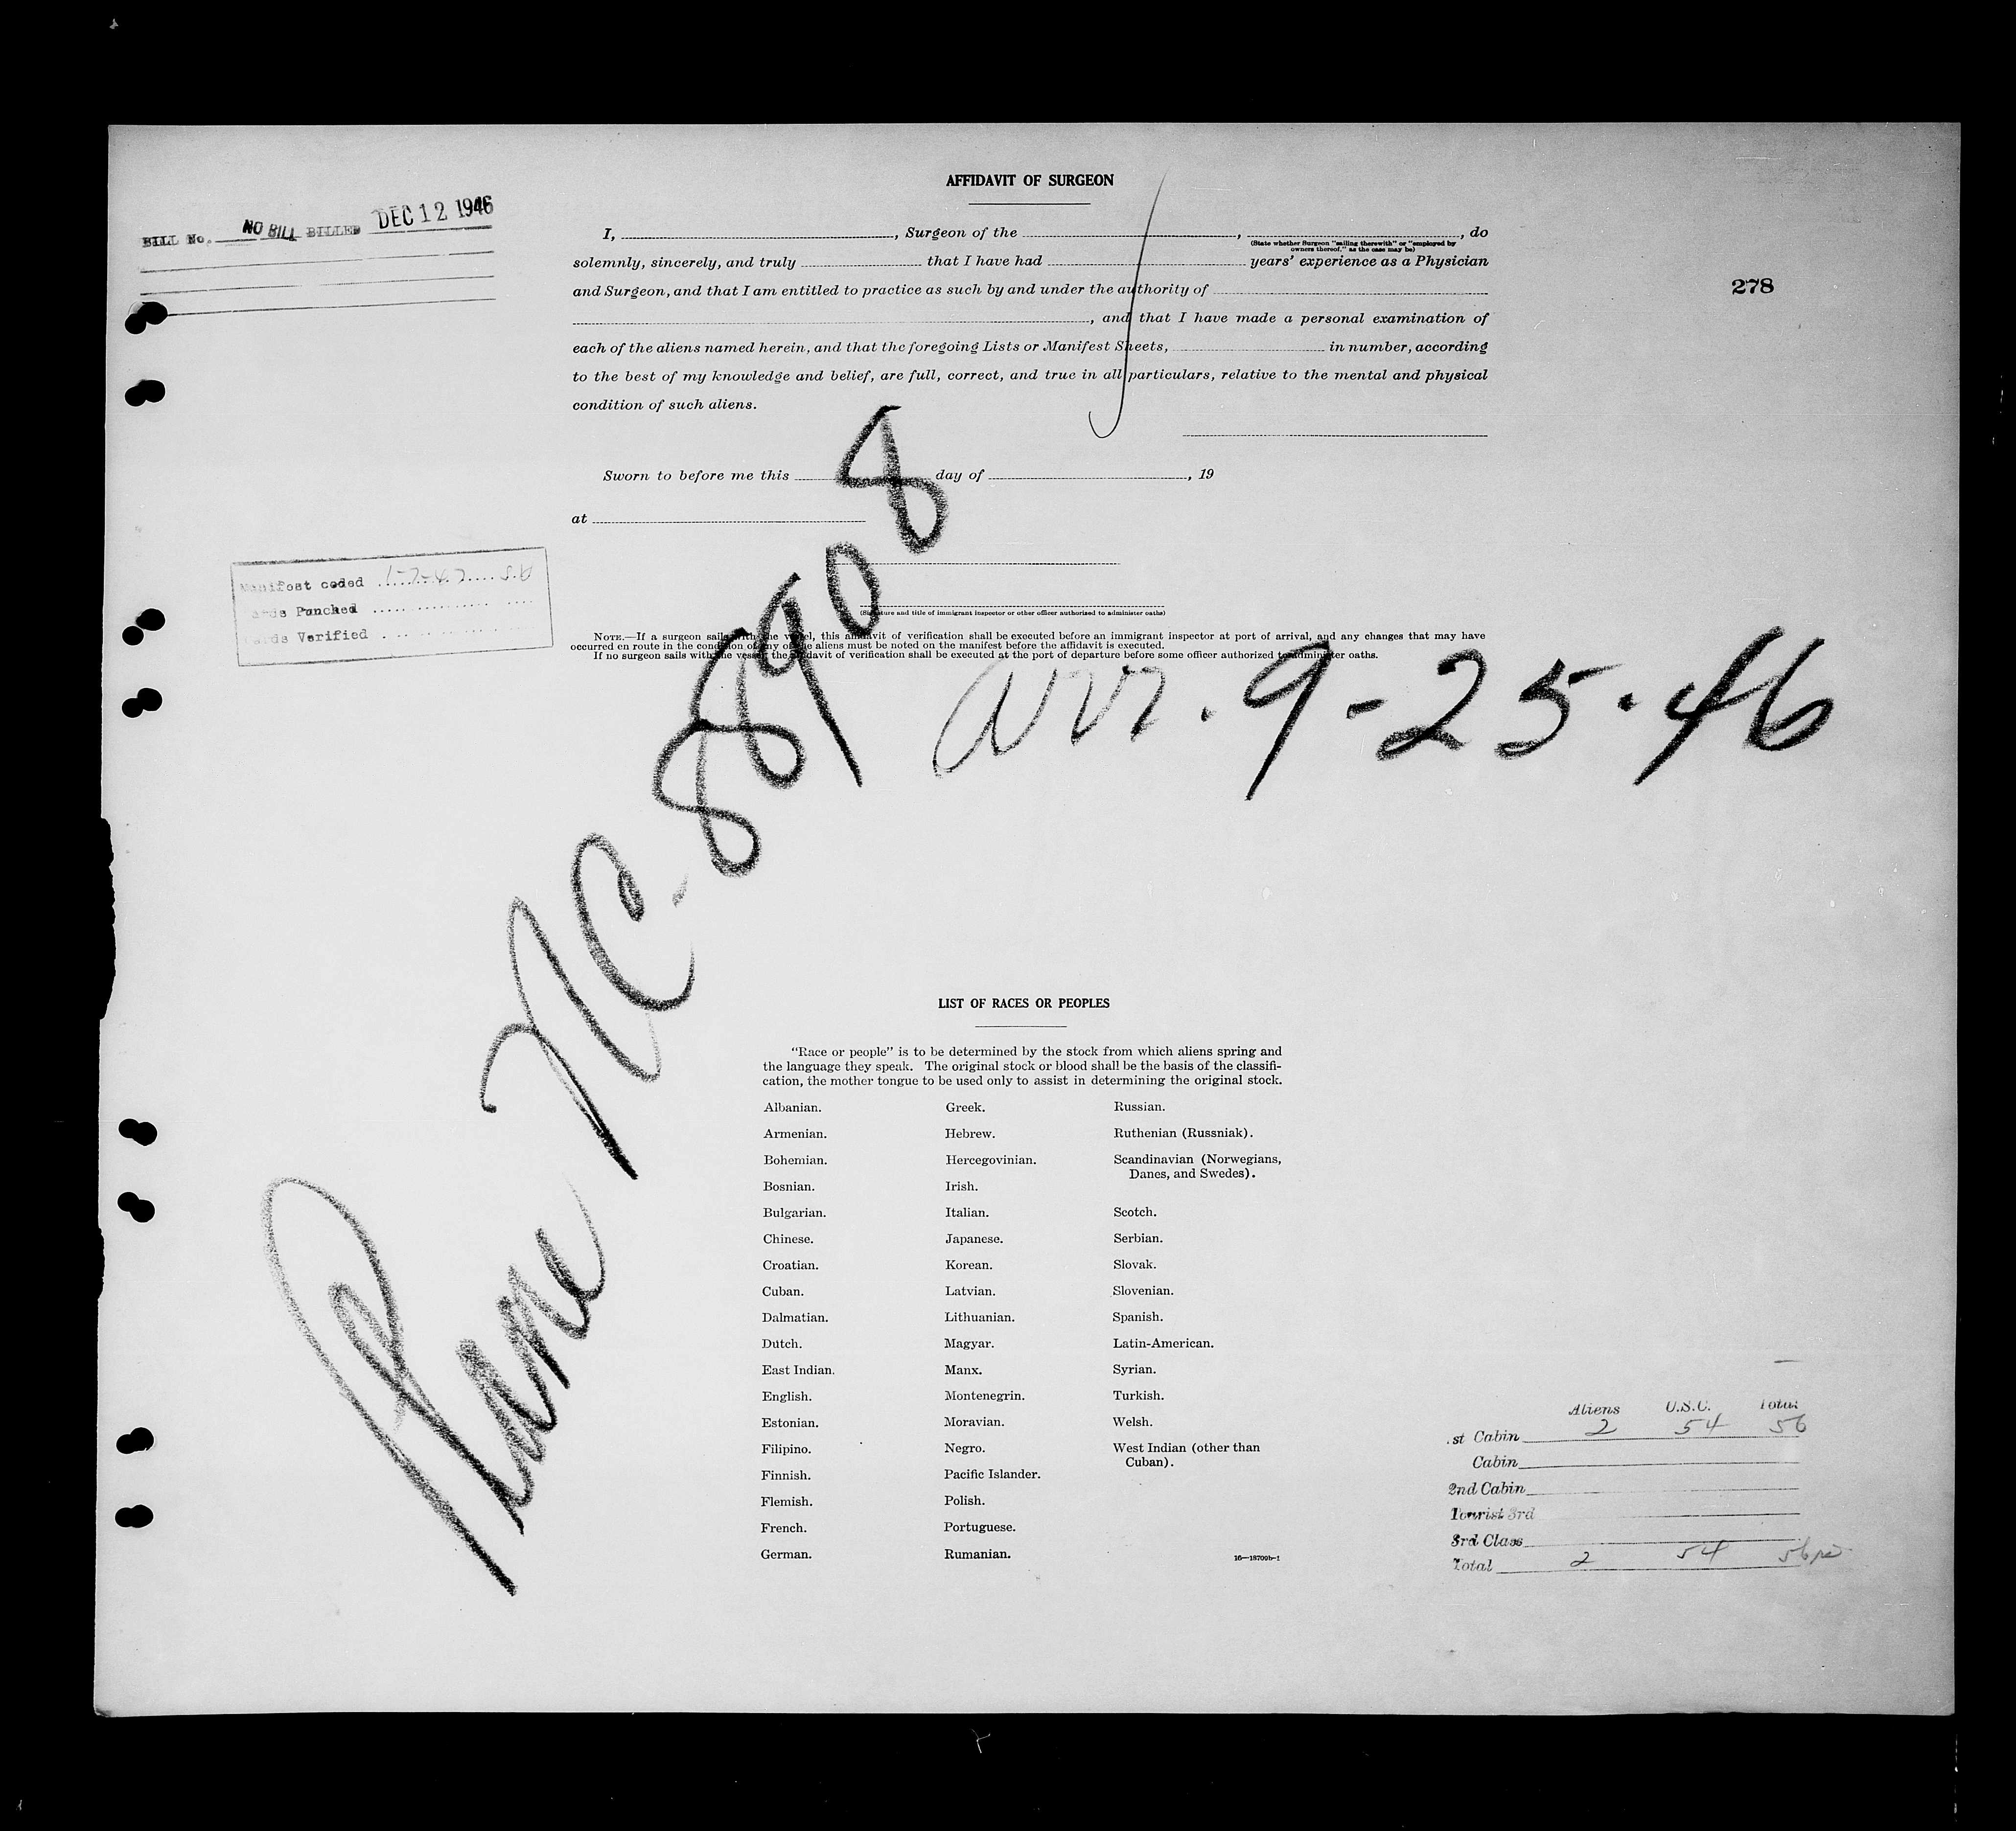 AFFIDAVIT OF SURGEON
BILL No. NO BILL BILLED DEC 12 1946
I, , Surgeon of the , , do
(State whether Surgeon "sailing therewith" or "employed by
owners thereof," as the case may be)
solemnly, sincerely, and truly that I have had years' experience as a Physician
and Surgeon, and that I am entitled to practice as such by and under the authority of
278
, and that I have made a personal examination of
each of the aliens named herein, and that the foregoing Lists or Manifest Sheets, in number, according
to the best of my knowledge and belief, are full, correct, and true in all particulars, relative to the mental and physical
condition of such aliens.
Sworn to before me this day of , 19
at
Manifest coded 1-7-47
Cards Punched
Cards Verified
(Signature and title of immigrant inspector or other officer authorized to administer oaths)
NOTE.—If a surgeon sails with the vessel, this affidavit of verification shall be executed before an immigrant inspector at port of arrival, and any changes that may have
occurred en route in the condition of any of the aliens must be noted on the manifest before the affidavit is executed.
If no surgeon sails with the vessel, the affidavit of verification shall be executed at the port of departure before some officer authorized to administer oaths.
Plane NC-88908
arr. 9-25-46
LIST OF RACES OR PEOPLES
"Race or people" is to be determined by the stock from which aliens spring and
the language they speak. The original stock or blood shall be the basis of the classifi-
cation, the mother tongue to be used only to assist in determining the original stock.
Albanian.
Armenian.
Bohemian.
Bosnian.
Bulgarian.
Chinese.
Croatian.
Cuban.
Dalmatian.
Dutch.
East Indian.
English.
Estonian.
Filipino.
Finnish.
Flemish.
French.
German.
Greek.
Hebrew.
Hercegovinian.
Irish.
Italian.
Japanese.
Korean.
Latvian.
Lithuanian.
Magyar.
Manx.
Montenegrin.
Moravian.
Negro.
Pacific Islander.
Polish.
Portuguese.
Rumanian.
Russian.
Ruthenian (Russniak).
Scandinavian (Norwegians,
Danes, and Swedes).
Scotch.
Serbian.
Slovak.
Slovenian.
Spanish.
Latin-American.
Syrian.
Turkish.
Welsh.
West Indian (other than
Cuban).
16—18709b-1
Aliens U.S.C. Total
1st Cabin 2 54 56
Cabin
2nd Cabin
Tourist 3rd
3rd Class
Total 2 54 56